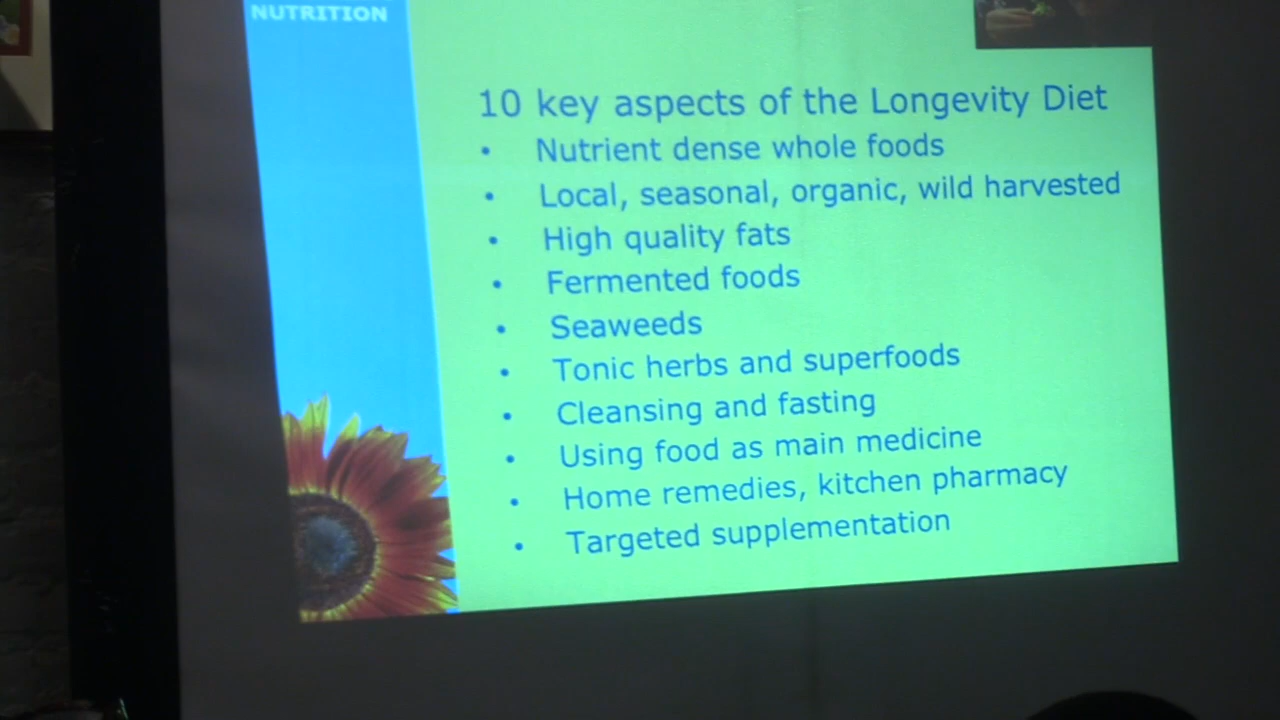 NUTRITION
10 key aspects of the Longevity Diet
• Nutrient dense whole foods
• Local, seasonal, organic, wild harvested
• High quality fats
• Fermented foods
• Seaweeds
• Tonic herbs and superfoods
• Cleansing and fasting
• Using food as main medicine
• Home remedies, kitchen pharmacy
• Targeted supplementation